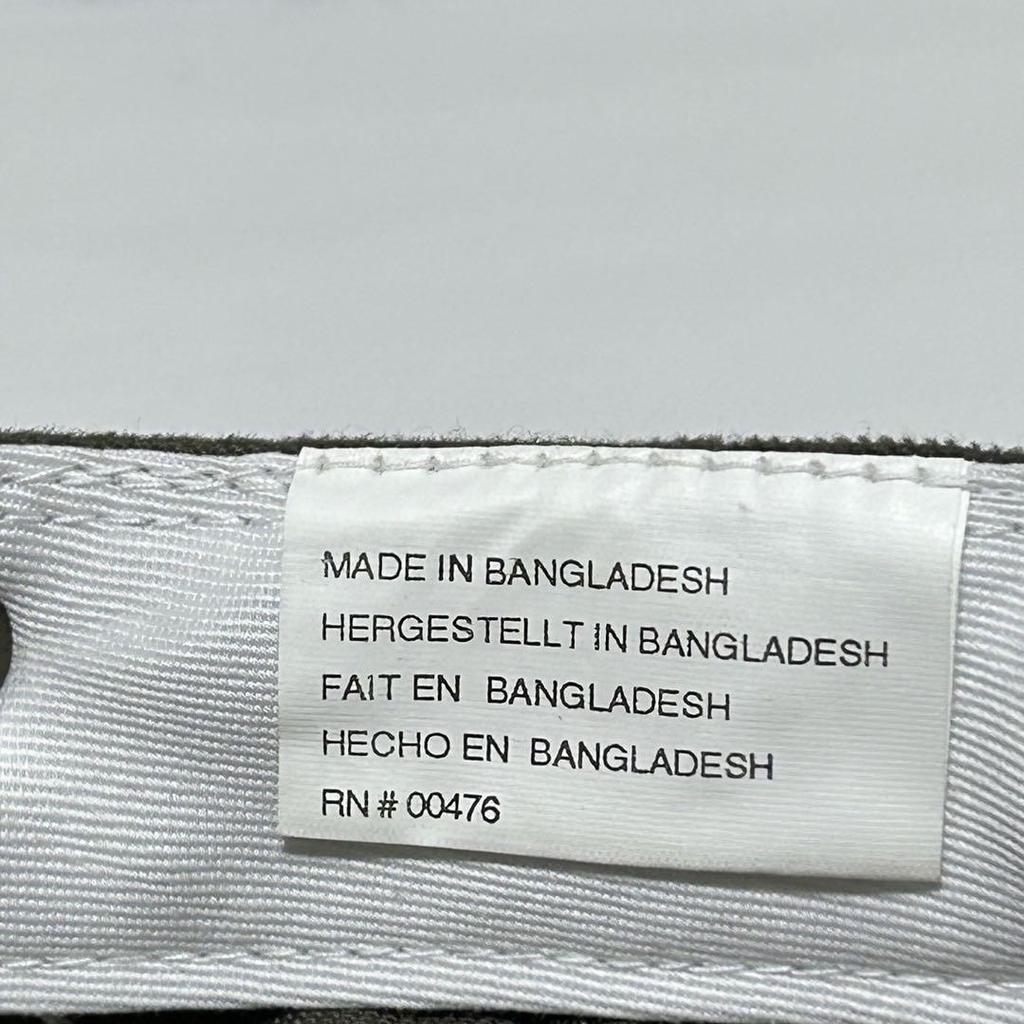 MADE IN BANGLADESH
HERGESTELLT IN BANGLADESH
FAIT EN BANGLADESH
HECHO EN BANGLADESH
RN # 00476